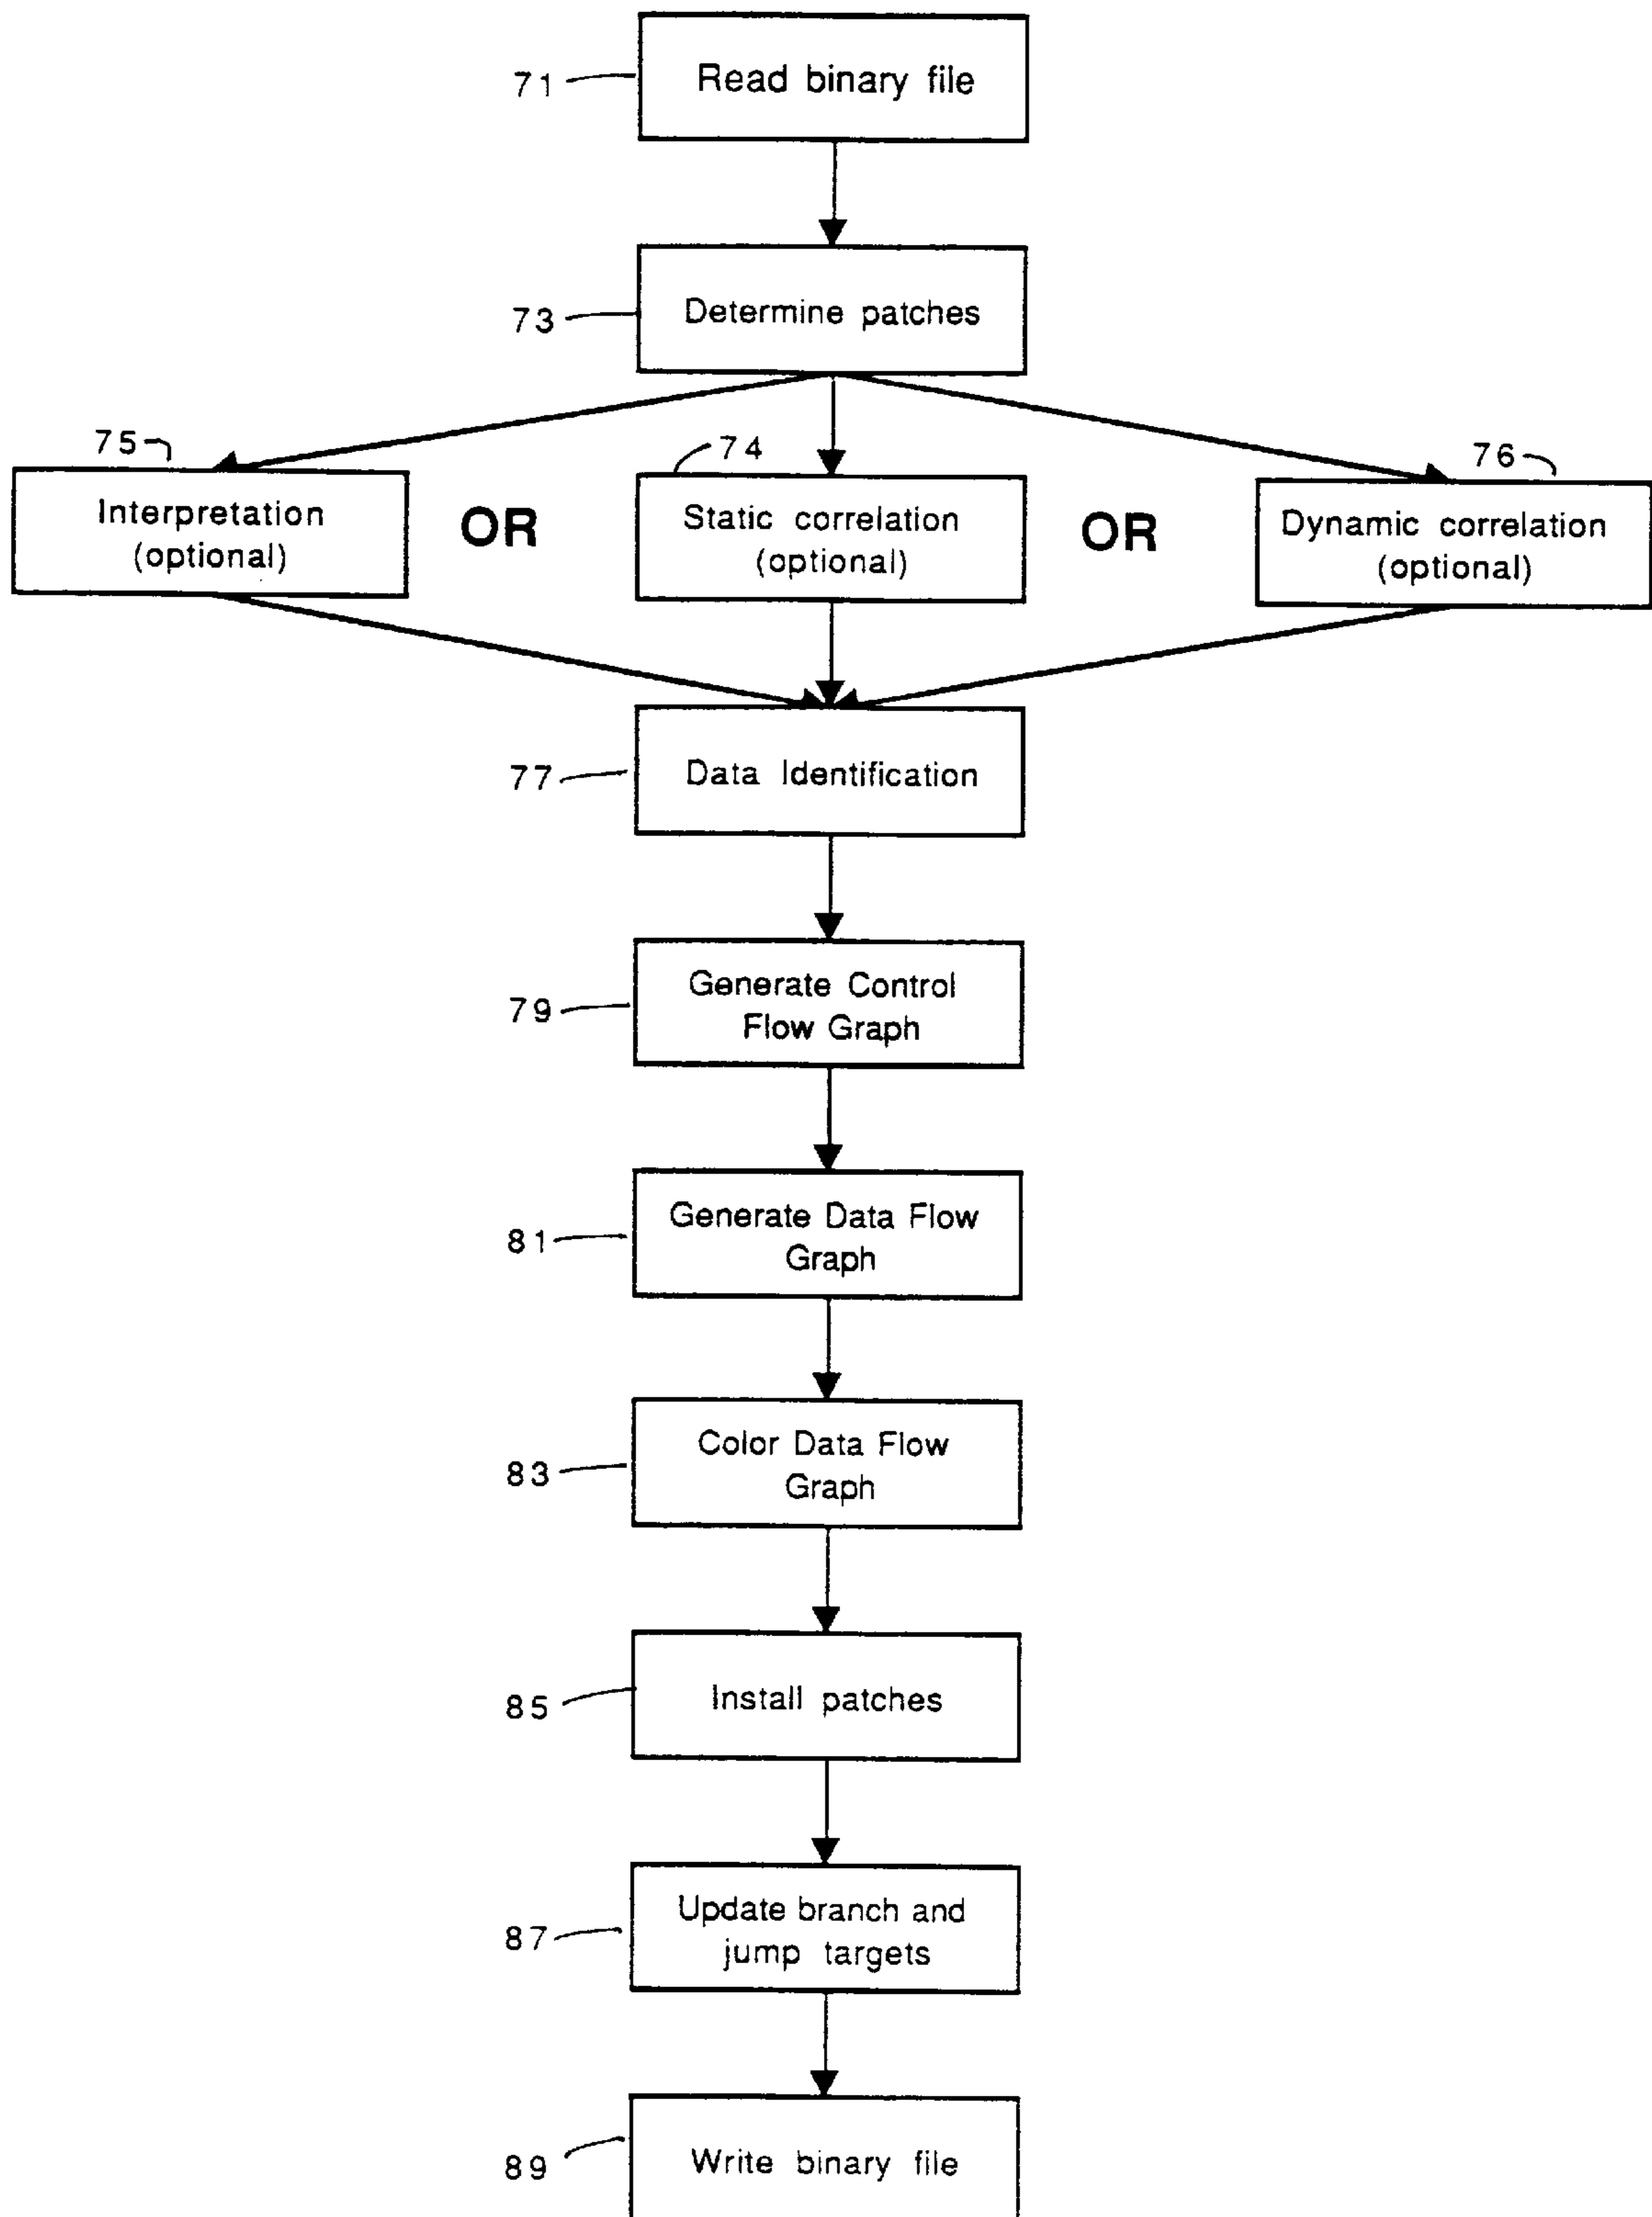 71
Read binary file
73
Determine patches
75
74
76
Interpretation
(optional)
OR
Static correlation
(optional)
OR
Dynamic correlation
(optional)
77
Data Identification
79
Generate Control
Flow Graph
81
Generate Data Flow
Graph
83
Color Data Flow
Graph
85
Install patches
87
Update branch and
jump targets
89
Write binary file